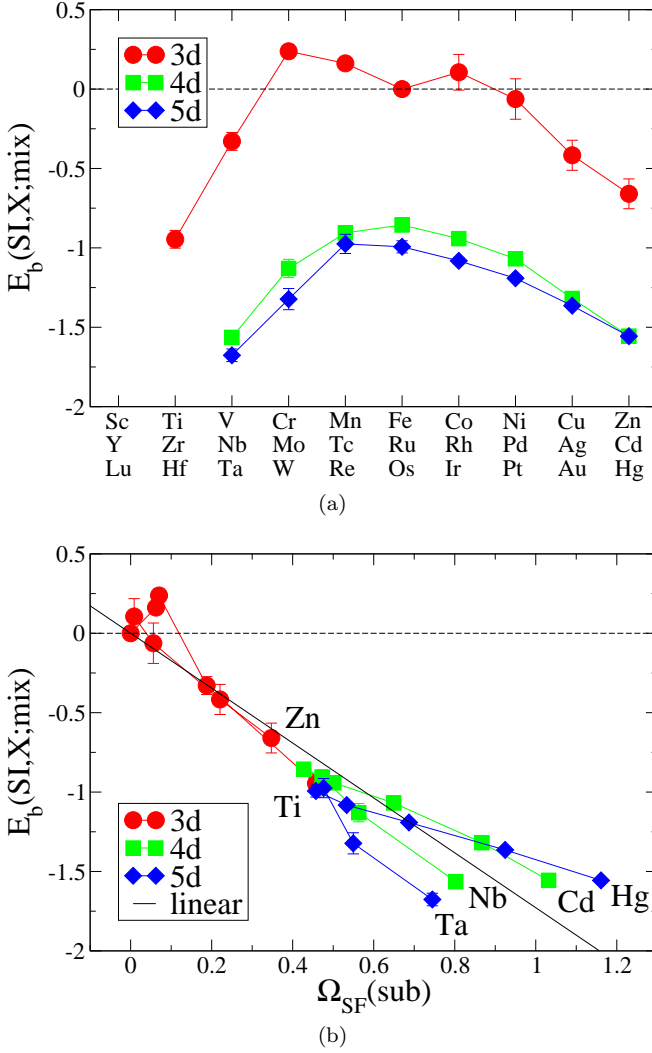 0.5
0
-0.5
-1
-1.5
-2
E_b(SI,X;mix)
3d
4d
5d
Sc Ti V Cr Mn Fe Co Ni Cu Zn
Y Zr Nb Mo Tc Ru Rh Pd Ag Cd
Lu Hf Ta W Re Os Ir Pt Au Hg
(a)
0.5
0
-0.5
-1
-1.5
-2
E_b(SI,X;mix)
Zn
Ti
3d
4d
5d
linear
Nb
Cd
Hg
Ta
0 0.2 0.4 0.6 0.8 1 1.2
Ω_SF(sub)
(b)